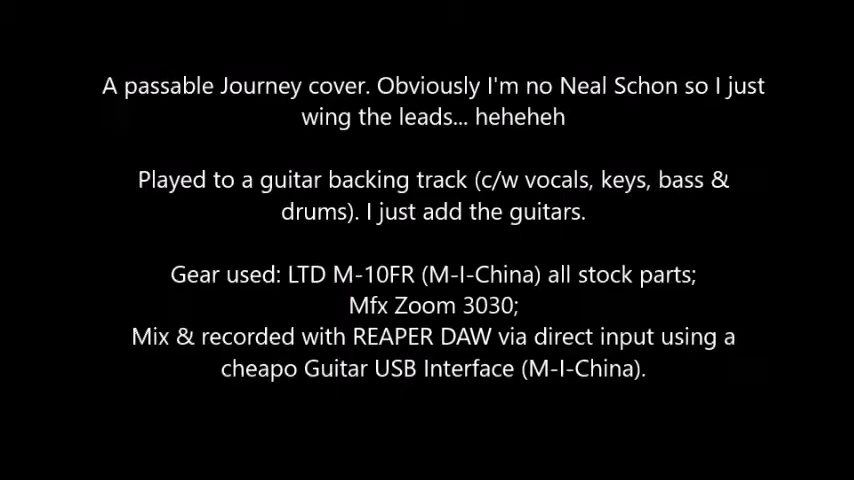 A passable Journey cover. Obviously I'm no Neal Schon so I just
wing the leads... heheheh
Played to a guitar backing track (c/w vocals, keys, bass &
drums). I just add the guitars.
Gear used: LTD M-10FR (M-I-China) all stock parts;
Mfx Zoom 3030;
Mix & recorded with REAPER DAW via direct input using a
cheapo Guitar USB Interface (M-I-China).